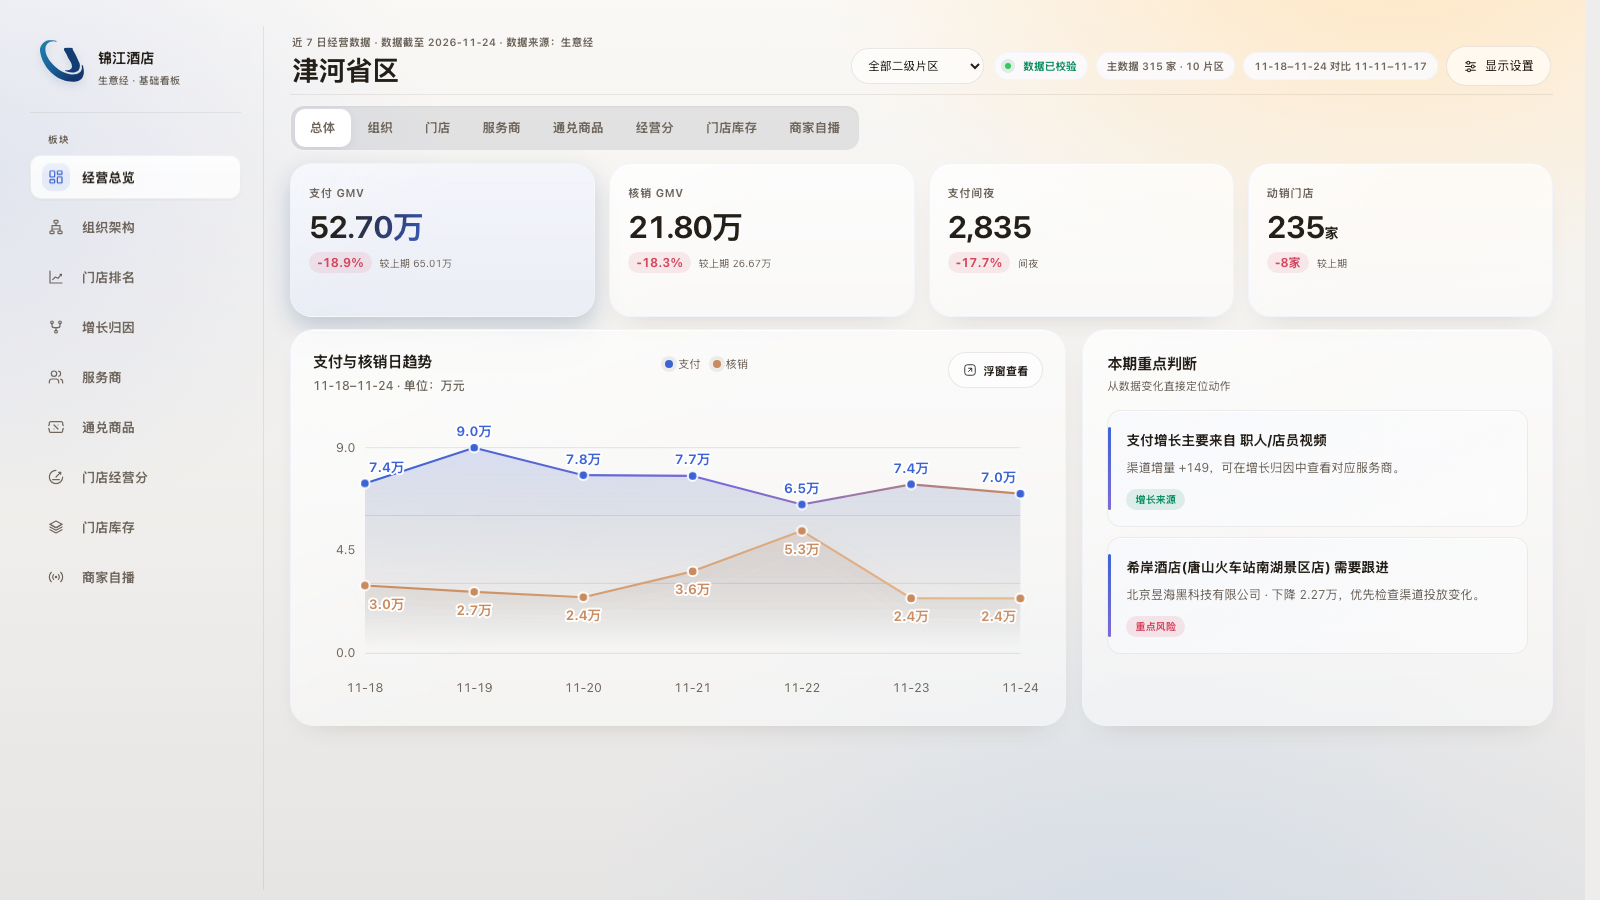 锦江酒店
生意经 · 基础看板
板块
经营总览
组织架构
门店排名
增长归因
服务商
通兑商品
门店经营分
门店库存
商家自播
近 7 日经营数据 · 数据截至 2026-11-24 · 数据来源：生意经
津河省区
全部二级片区
数据已校验
主数据 315 家 · 10 片区
11-18–11-24 对比 11-11–11-17
显示设置
总体 组织 门店 服务商 通兑商品 经营分 门店库存 商家自播
支付 GMV
52.70万
-18.9% 较上期 65.01万
核销 GMV
21.80万
-18.3% 较上期 26.67万
支付间夜
2,835
-17.7% 间夜
动销门店
235家
-8家 较上期
支付与核销日趋势
11-18–11-24 · 单位：万元
支付 核销
浮窗查看
9.0万
7.4万 7.8万 7.7万 6.5万 7.4万 7.0万
9.0
4.5
0.0
3.0万 2.7万 2.4万 3.6万 5.3万 2.4万 2.4万
11-18 11-19 11-20 11-21 11-22 11-23 11-24
本期重点判断
从数据变化直接定位动作
支付增长主要来自 职人/店员视频
渠道增量 +149，可在增长归因中查看对应服务商。
增长来源
希岸酒店(唐山火车站南湖景区店) 需要跟进
北京昱海黑科技有限公司 · 下降 2.27万，优先检查渠道投放变化。
重点风险